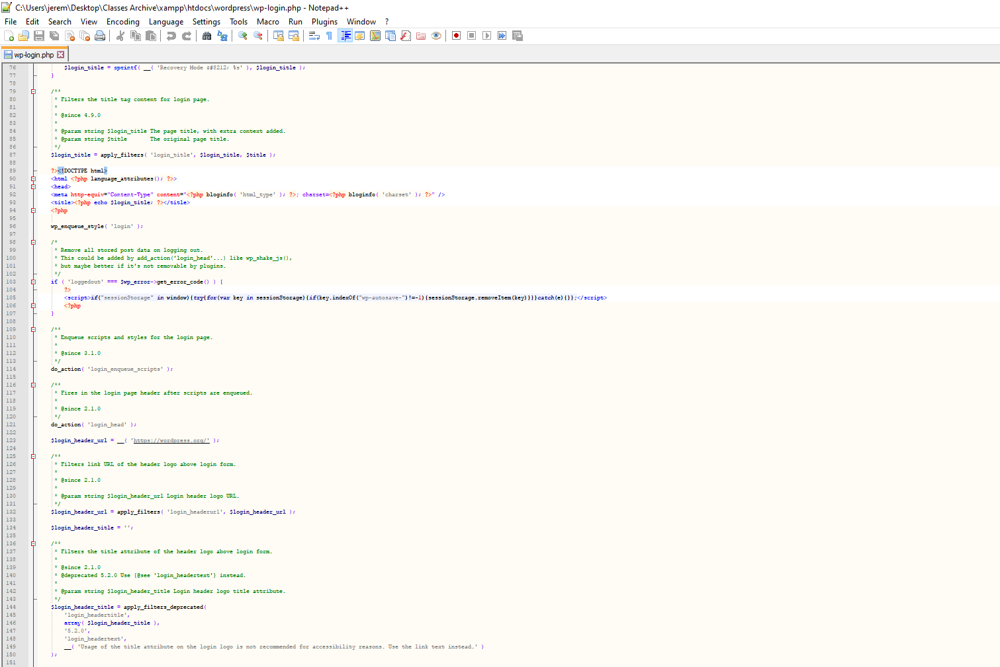 C:\Users\jerem\Desktop\Classes Archive\xampp\htdocs\wordpress\wp-login.php - Notepad++
File Edit Search View Encoding Language Settings Tools Macro Run Plugins Window ?
wp-login.php
76 $login_title = sprintf( __( 'Recovery Mode &#8212; %s' ), $login_title );
77 }
78
79 /**
80 * Filters the title tag content for login page.
81 *
82 * @since 4.9.0
83 *
84 * @param string $login_title The page title, with extra context added.
85 * @param string $title       The original page title.
86 */
87 $login_title = apply_filters( 'login_title', $login_title, $title );
88
89 ?><!DOCTYPE html>
90 <html <?php language_attributes(); ?>>
91 <head>
92 <meta http-equiv="Content-Type" content="<?php bloginfo( 'html_type' ); ?>; charset=<?php bloginfo( 'charset' ); ?>" />
93 <title><?php echo $login_title; ?></title>
94 <?php
95
96 wp_enqueue_style( 'login' );
97
98 /*
99 * Remove all stored post data on logging out.
100 * This could be added by add_action('login_head'...) like wp_shake_js(),
101 * but maybe better if it's not removable by plugins.
102 */
103 if ( 'loggedout' === $wp_error->get_error_code() ) {
104 ?>
105 <script>if("sessionStorage" in window){try{for(var key in sessionStorage){if(key.indexOf("wp-autosave-")!=-1){sessionStorage.removeItem(key)}}}catch(e){}};</script>
106 <?php
107 }
108
109 /**
110 * Enqueue scripts and styles for the login page.
111 *
112 * @since 3.1.0
113 */
114 do_action( 'login_enqueue_scripts' );
115
116 /**
117 * Fires in the login page header after scripts are enqueued.
118 *
119 * @since 2.1.0
120 */
121 do_action( 'login_head' );
122
123 $login_header_url = __( 'https://wordpress.org/' );
124
125 /**
126 * Filters link URL of the header logo above login form.
127 *
128 * @since 2.1.0
129 *
130 * @param string $login_header_url Login header logo URL.
131 */
132 $login_header_url = apply_filters( 'login_headerurl', $login_header_url );
133
134 $login_header_title = '';
135
136 /**
137 * Filters the title attribute of the header logo above login form.
138 *
139 * @since 2.1.0
140 * @deprecated 5.2.0 Use {@see 'login_headertext'} instead.
141 *
142 * @param string $login_header_title Login header logo title attribute.
143 */
144 $login_header_title = apply_filters_deprecated(
145 'login_headertitle',
146 array( $login_header_title ),
147 '5.2.0',
148 'login_headertext',
149 __( 'Usage of the title attribute on the login logo is not recommended for accessibility reasons. Use the link text instead.' )
150 );
151